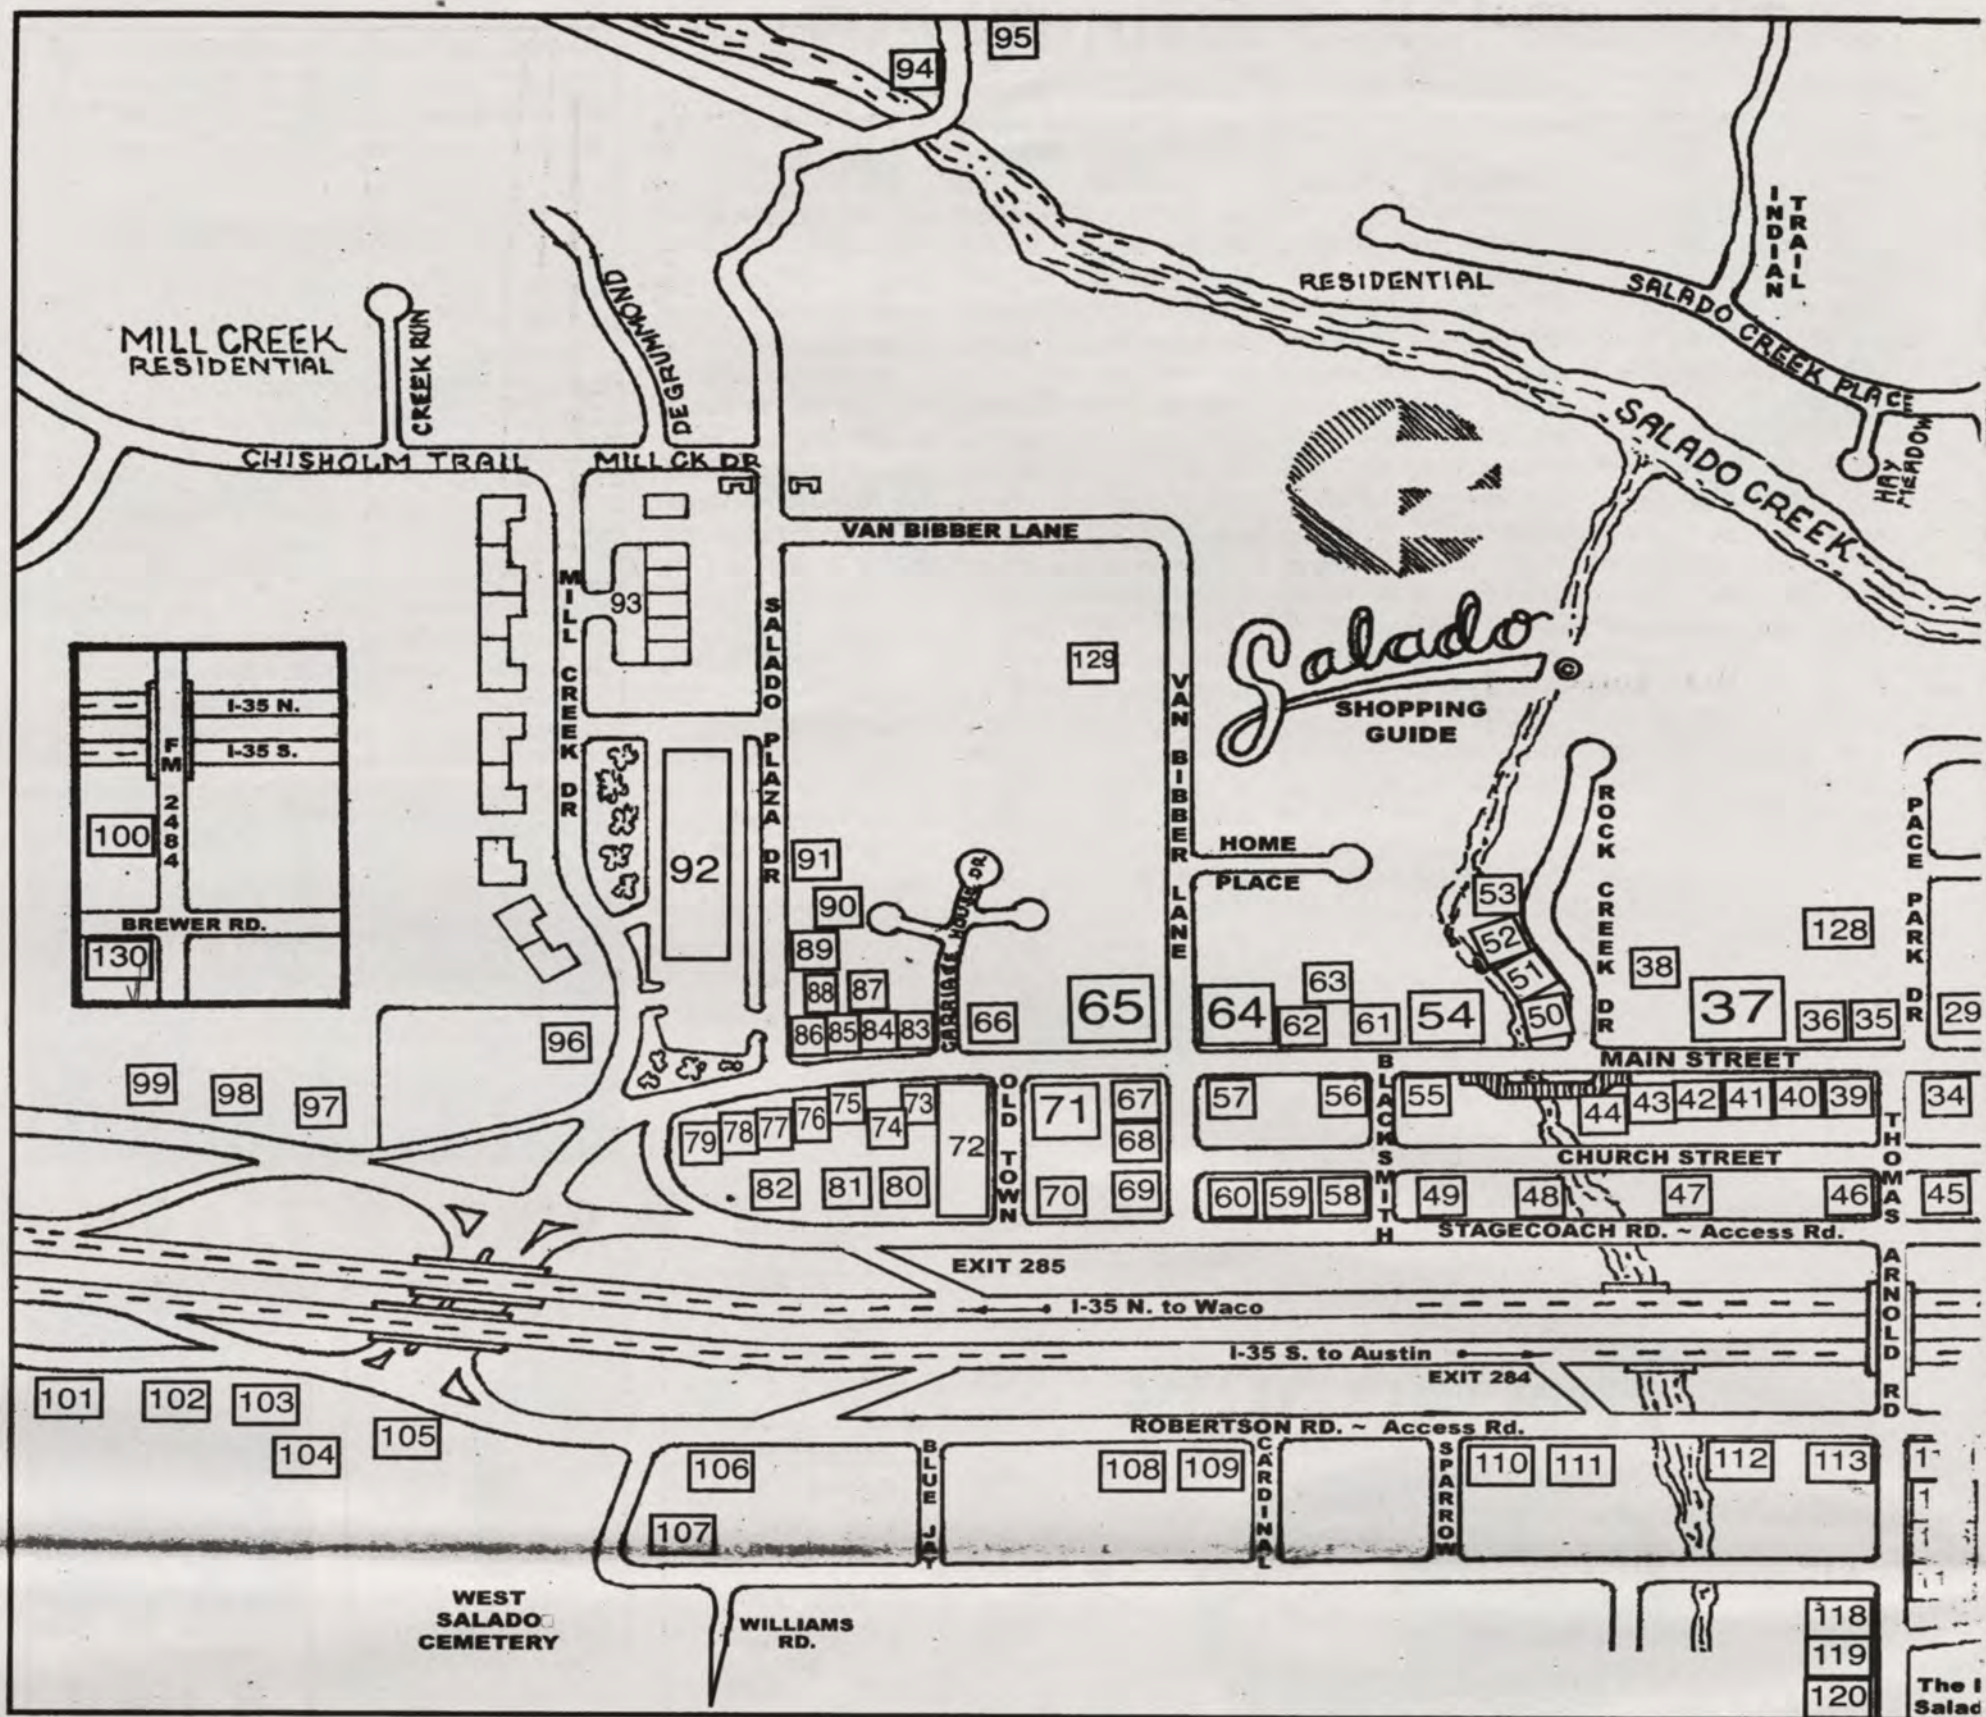 95
94
INDIAN TRAIL
RESIDENTIAL
SALADO CREEK PLACE
HAY MEADOW
SALADO CREEK
DEGRUMMOND
CREEK RUN
MILL CREEK
RESIDENTIAL
CHISHOLM TRAIL
MILL CK DR
VAN BIBBER LANE
MILL CREEK DR
93
SALADO PLAZA DR
129
VAN BIBBER LANE
Salado ©
SHOPPING
GUIDE
I-35 N.
I-35 S.
FM 2484
100
BREWER RD.
130
92
91
90
89
88
87
86
85
84
83
CARRIAGE HOUSE DR
66
65
HOME
PLACE
64
63
62
61
54
53
52
51
50
ROCK CREEK DR
38
37
128
36
35
PACE PARK DR
29
96
99
98
97
MAIN STREET
79
78
77
76
75
74
73
72
82
81
80
OLD TOWN
71
67
68
70
69
57
56
BLACKSMITH
55
44
43
42
41
40
39
THOMAS ARNOLD RD
34
CHURCH STREET
60
59
58
49
48
47
46
45
STAGECOACH RD. ~ Access Rd.
EXIT 285
I-35 N. to Waco
I-35 S. to Austin
EXIT 284
ROBERTSON RD. ~ Access Rd.
101
102
103
104
105
106
107
BLUE JAY
108
109
CARDINAL
SPARROW
110
111
112
113
118
119
120
WEST
SALADO
CEMETERY
WILLIAMS
RD.
The
Salad